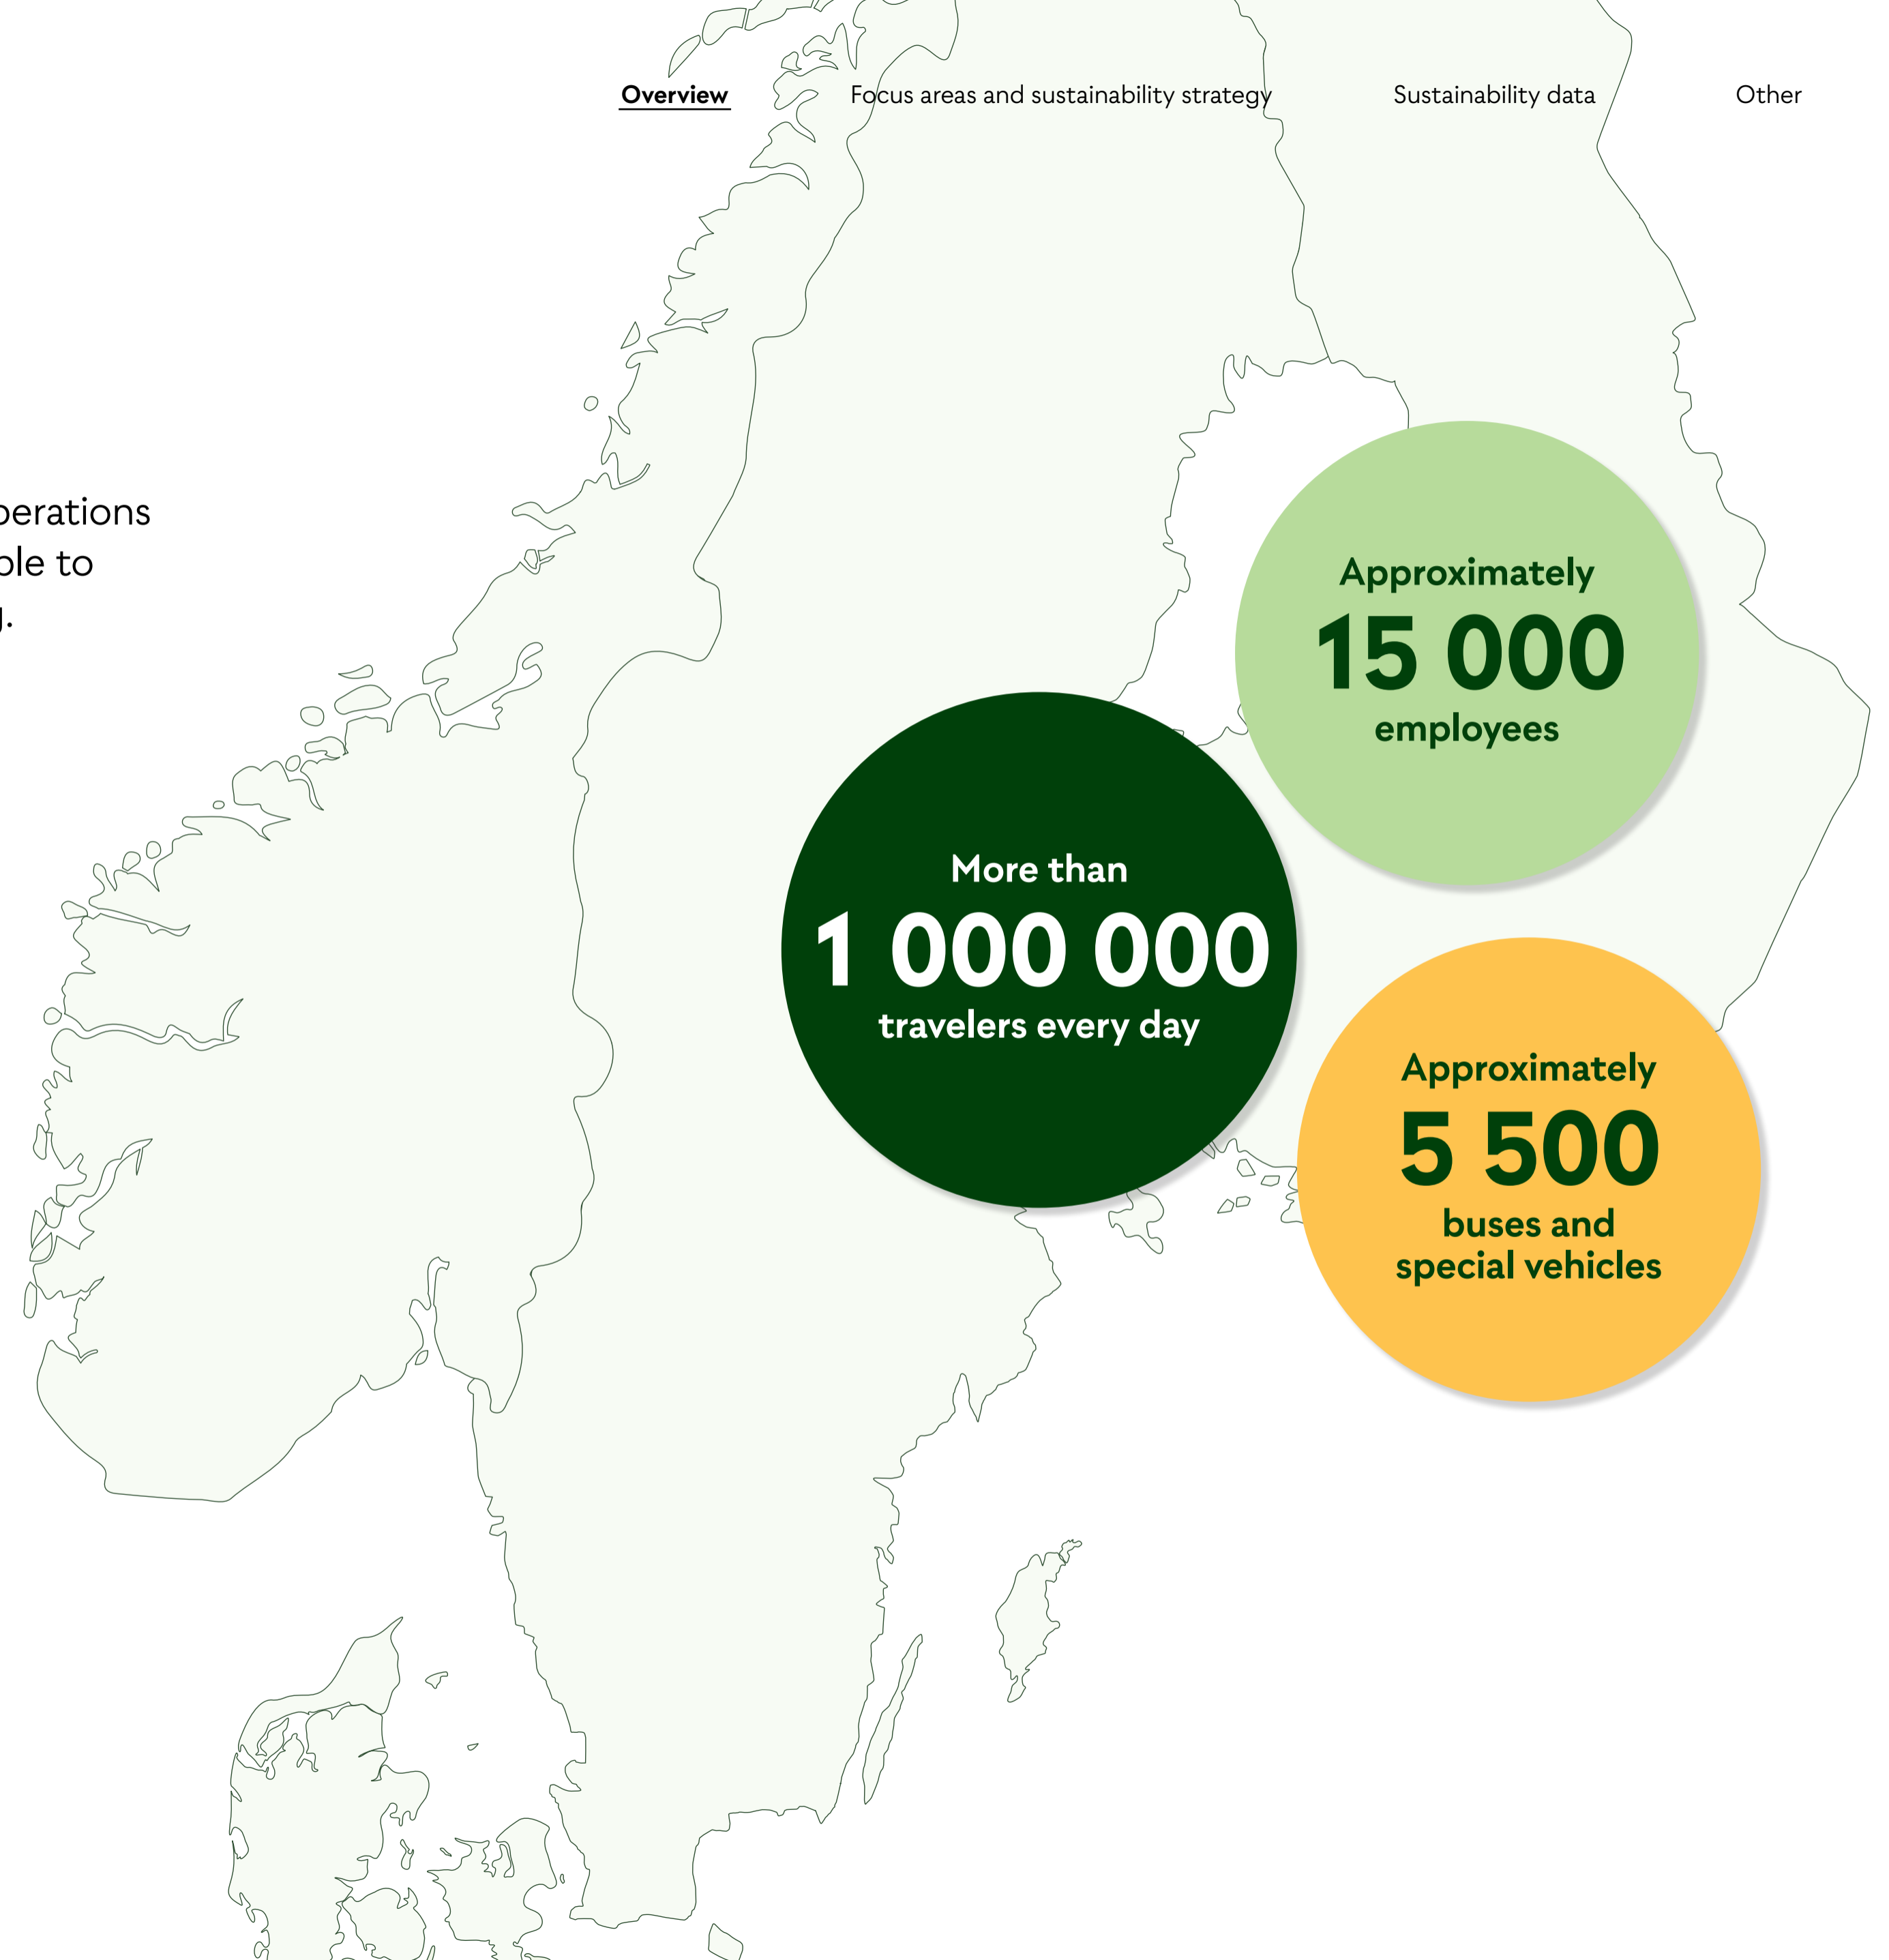 Overview
Focus areas and sustainability strategy
Sustainability data
Other
to
Approximately
15 000
employees
More than
1 000 000
travelers every day
Approximately
5 500
buses and
special vehicles